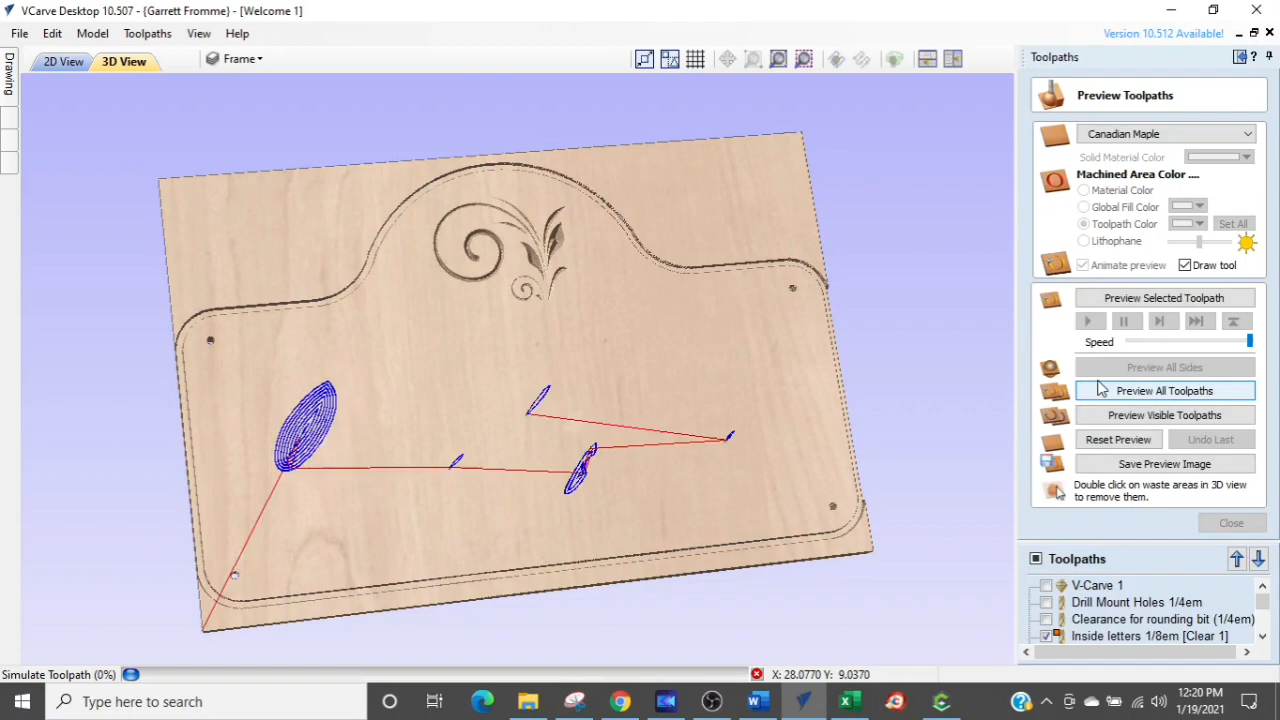 VCarve Desktop 10.507 - {Garrett Fromme} - [Welcome 1]
File Edit Model Toolpaths View Help
Version 10.512 Available!
2D View 3D View Frame
Drawing
Toolpaths
Preview Toolpaths
Canadian Maple
Solid Material Color
Machined Area Color ....
Material Color
Global Fill Color
Toolpath Color Set All
Lithophane
Animate preview Draw tool
Preview Selected Toolpath
Speed
Preview All Sides
Preview All Toolpaths
Preview Visible Toolpaths
Reset Preview Undo Last
Save Preview Image
Double click on waste areas in 3D view
to remove them.
Close
Toolpaths
V-Carve 1
Drill Mount Holes 1/4em
Clearance for rounding bit (1/4em)
Inside letters 1/8em [Clear 1]
Simulate Toolpath (0%) X: 28.0770 Y: 9.0370
Type here to search
12:20 PM
1/19/2021